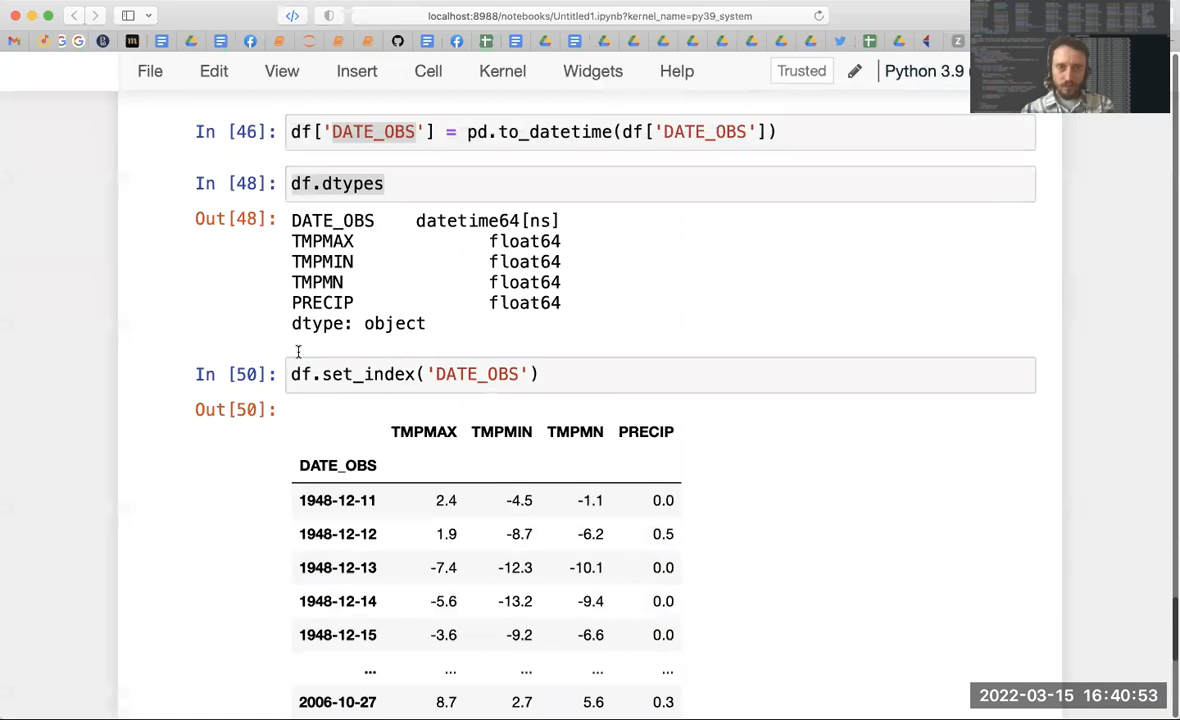 localhost:8988/notebooks/Untitled1.ipynb?kernel_name=py39_system
File Edit View Insert Cell Kernel Widgets Help Trusted Python 3.9
In [46]: df['DATE_OBS'] = pd.to_datetime(df['DATE_OBS'])
In [48]: df.dtypes
Out[48]: DATE_OBS datetime64[ns]
TMPMAX float64
TMPMIN float64
TMPMN float64
PRECIP float64
dtype: object
In [50]: df.set_index('DATE_OBS')
Out[50]:
TMPMAX TMPMIN TMPMN PRECIP
DATE_OBS
1948-12-11 2.4 -4.5 -1.1 0.0
1948-12-12 1.9 -8.7 -6.2 0.5
1948-12-13 -7.4 -12.3 -10.1 0.0
1948-12-14 -5.6 -13.2 -9.4 0.0
1948-12-15 -3.6 -9.2 -6.6 0.0
... ... ... ... ...
2006-10-27 8.7 2.7 5.6 0.3
2022-03-15 16:40:53